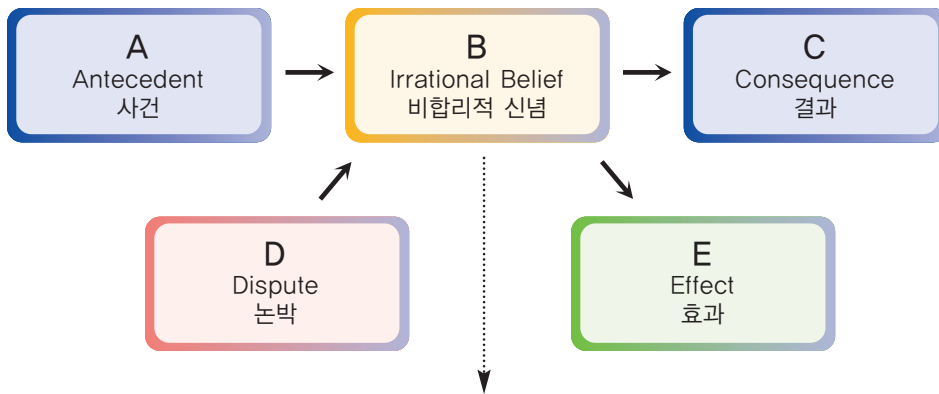 A
Antecedent
사건
B
Irrational Belief
비합리적 신념
C
Consequence
결과
D
Dispute
논박
E
Effect
효과